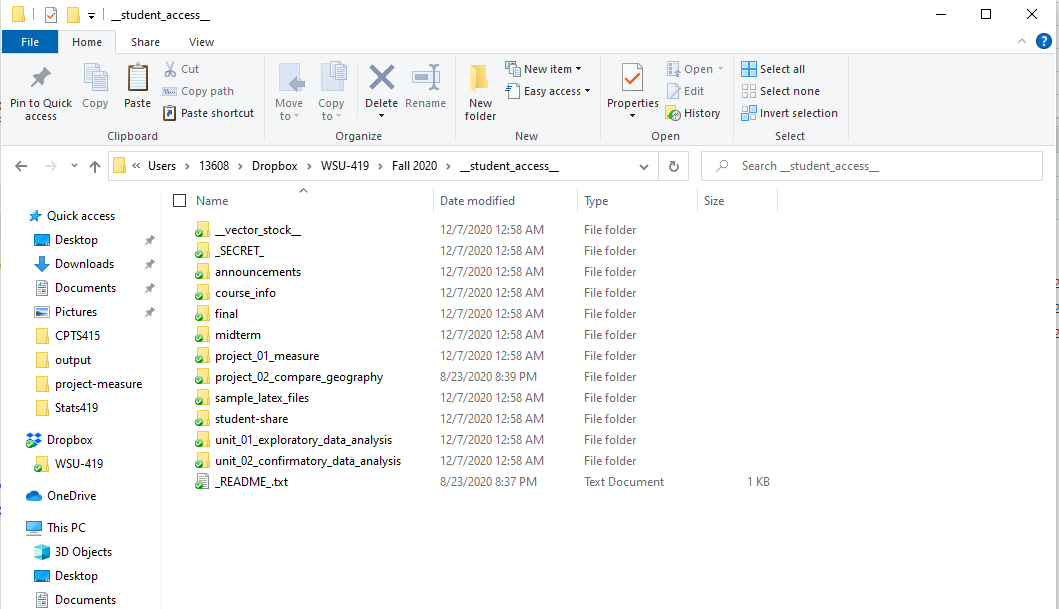 __student_access__
File Home Share View
Pin to Quick access
Copy
Paste
Cut
Copy path
Paste shortcut
Clipboard
Move to
Copy to
Delete
Rename
Organize
New folder
New item
Easy access
New
Properties
Open
Edit
History
Open
Select all
Select none
Invert selection
Select
« Users › 13608 › Dropbox › WSU-419 › Fall 2020 › __student_access__
Search __student_access__
Quick access
Desktop
Downloads
Documents
Pictures
CPTS415
output
project-measure
Stats419
Dropbox
WSU-419
OneDrive
This PC
3D Objects
Desktop
Documents
Name Date modified Type Size
__vector_stock__ 12/7/2020 12:58 AM File folder
_SECRET_ 12/7/2020 12:58 AM File folder
announcements 12/7/2020 12:58 AM File folder
course_info 12/7/2020 12:58 AM File folder
final 12/7/2020 12:58 AM File folder
midterm 12/7/2020 12:58 AM File folder
project_01_measure 12/7/2020 12:58 AM File folder
project_02_compare_geography 8/23/2020 8:39 PM File folder
sample_latex_files 12/7/2020 12:58 AM File folder
student-share 12/7/2020 12:58 AM File folder
unit_01_exploratory_data_analysis 12/7/2020 12:58 AM File folder
unit_02_confirmatory_data_analysis 12/7/2020 12:58 AM File folder
_README_.txt 8/23/2020 8:37 PM Text Document 1 KB